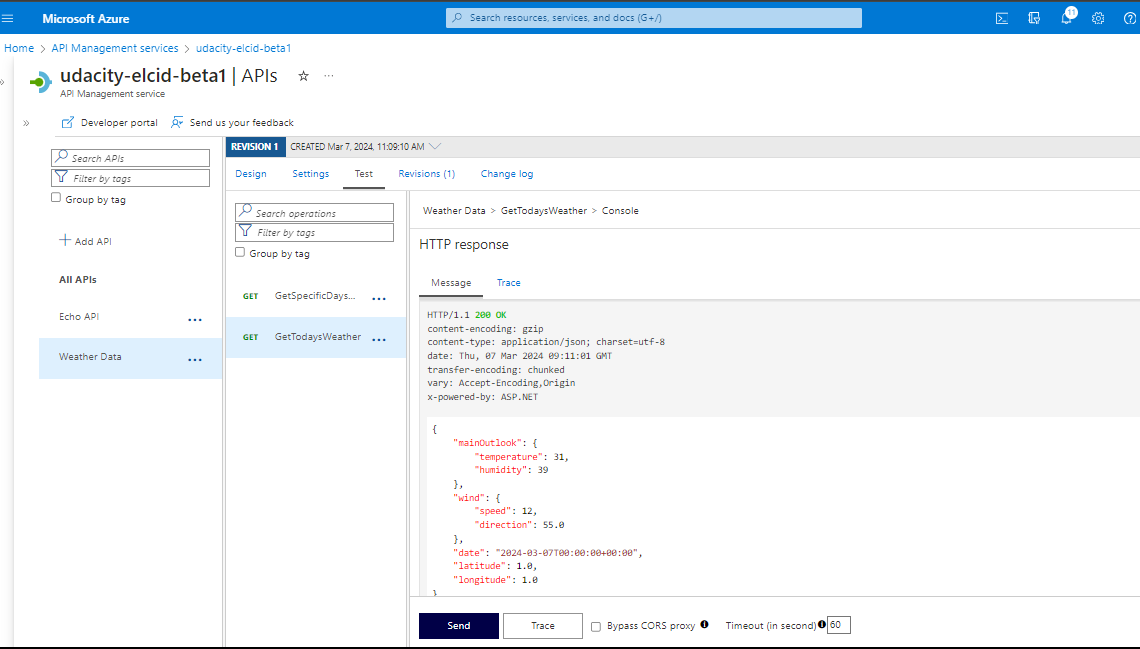 Microsoft Azure
Search resources, services, and docs (G+/)
11
Home > API Management services > udacity-elcid-beta1
udacity-elcid-beta1 | APIs
API Management service
Developer portal
Send us your feedback
Search APIs
Filter by tags
Group by tag
Add API
All APIs
Echo API
Weather Data
REVISION 1
CREATED Mar 7, 2024, 11:09:10 AM
Design Settings Test Revisions (1) Change log
Search operations
Filter by tags
Group by tag
GET GetSpecificDays...
GET GetTodaysWeather
Weather Data > GetTodaysWeather > Console
HTTP response
Message Trace
HTTP/1.1 200 OK
content-encoding: gzip
content-type: application/json; charset=utf-8
date: Thu, 07 Mar 2024 09:11:01 GMT
transfer-encoding: chunked
vary: Accept-Encoding,Origin
x-powered-by: ASP.NET
{
"mainOutlook": {
"temperature": 31,
"humidity": 39
},
"wind": {
"speed": 12,
"direction": 55.0
},
"date": "2024-03-07T00:00:00+00:00",
"latitude": 1.0,
"longitude": 1.0
}
Send Trace Bypass CORS proxy Timeout (in second) 60